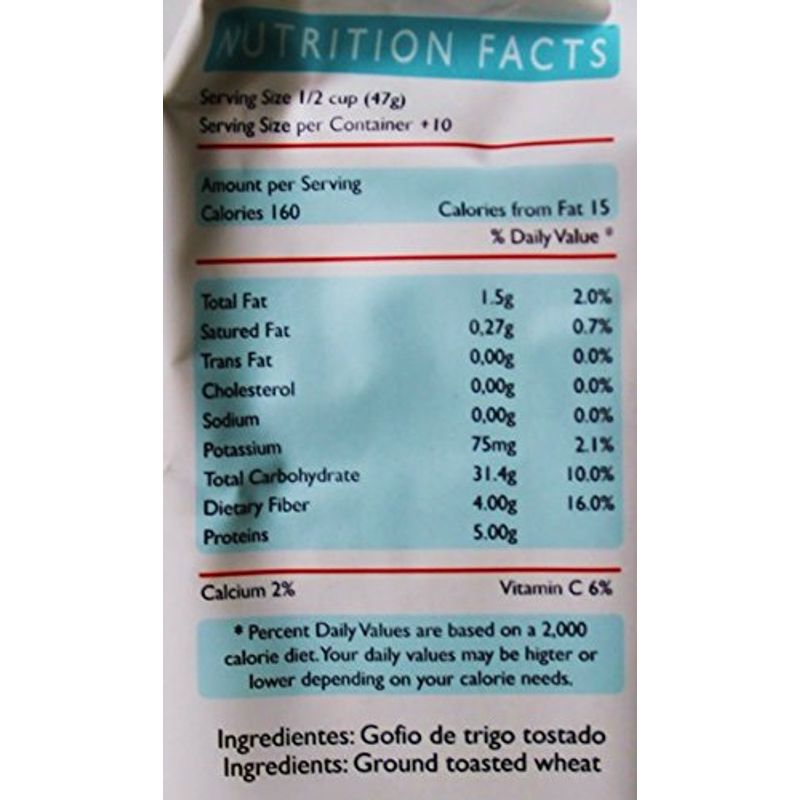 NUTRITION FACTS
Serving Size 1/2 cup (47g)
Serving Size per Container +10
Amount per Serving
Calories 160 Calories from Fat 15
% Daily Value *
Total Fat 1.5g 2.0%
Satured Fat 0,27g 0.7%
Trans Fat 0,00g 0.0%
Cholesterol 0,00g 0.0%
Sodium 0,00g 0.0%
Potassium 75mg 2.1%
Total Carbohydrate 31.4g 10.0%
Dietary Fiber 4.00g 16.0%
Proteins 5.00g
Calcium 2% Vitamin C 6%
* Percent Daily Values are based on a 2,000
calorie diet. Your daily values may be higter or
lower depending on your calorie needs.
Ingredientes: Gofio de trigo tostado
Ingredients: Ground toasted wheat